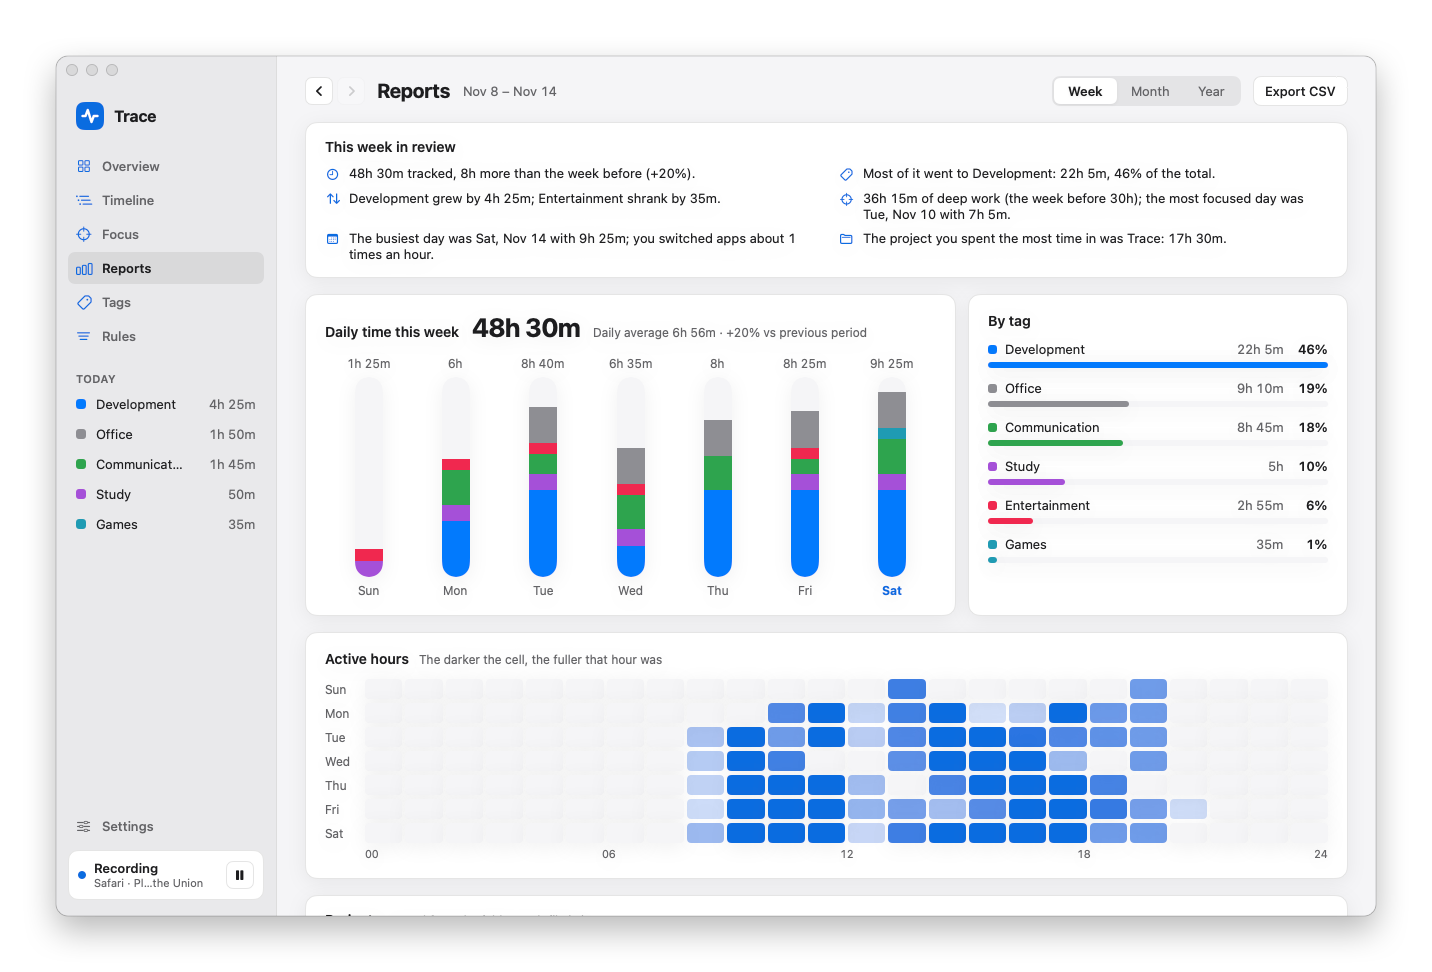 Trace
Overview
Timeline
Focus
Reports
Tags
Rules
TODAY
Development 4h 25m
Office 1h 50m
Communicat... 1h 45m
Study 50m
Games 35m
Settings
Recording
Safari · Pl...the Union
Reports Nov 8 – Nov 14
Week Month Year Export CSV
This week in review
48h 30m tracked, 8h more than the week before (+20%).
Most of it went to Development: 22h 5m, 46% of the total.
Development grew by 4h 25m; Entertainment shrank by 35m.
36h 15m of deep work (the week before 30h); the most focused day was
Tue, Nov 10 with 7h 5m.
The busiest day was Sat, Nov 14 with 9h 25m; you switched apps about 1
times an hour.
The project you spent the most time in was Trace: 17h 30m.
Daily time this week 48h 30m Daily average 6h 56m · +20% vs previous period
1h 25m 6h 8h 40m 6h 35m 8h 8h 25m 9h 25m
Sun Mon Tue Wed Thu Fri Sat
By tag
Development 22h 5m 46%
Office 9h 10m 19%
Communication 8h 45m 18%
Study 5h 10%
Entertainment 2h 55m 6%
Games 35m 1%
Active hours The darker the cell, the fuller that hour was
Sun
Mon
Tue
Wed
Thu
Fri
Sat
00 06 12 18 24